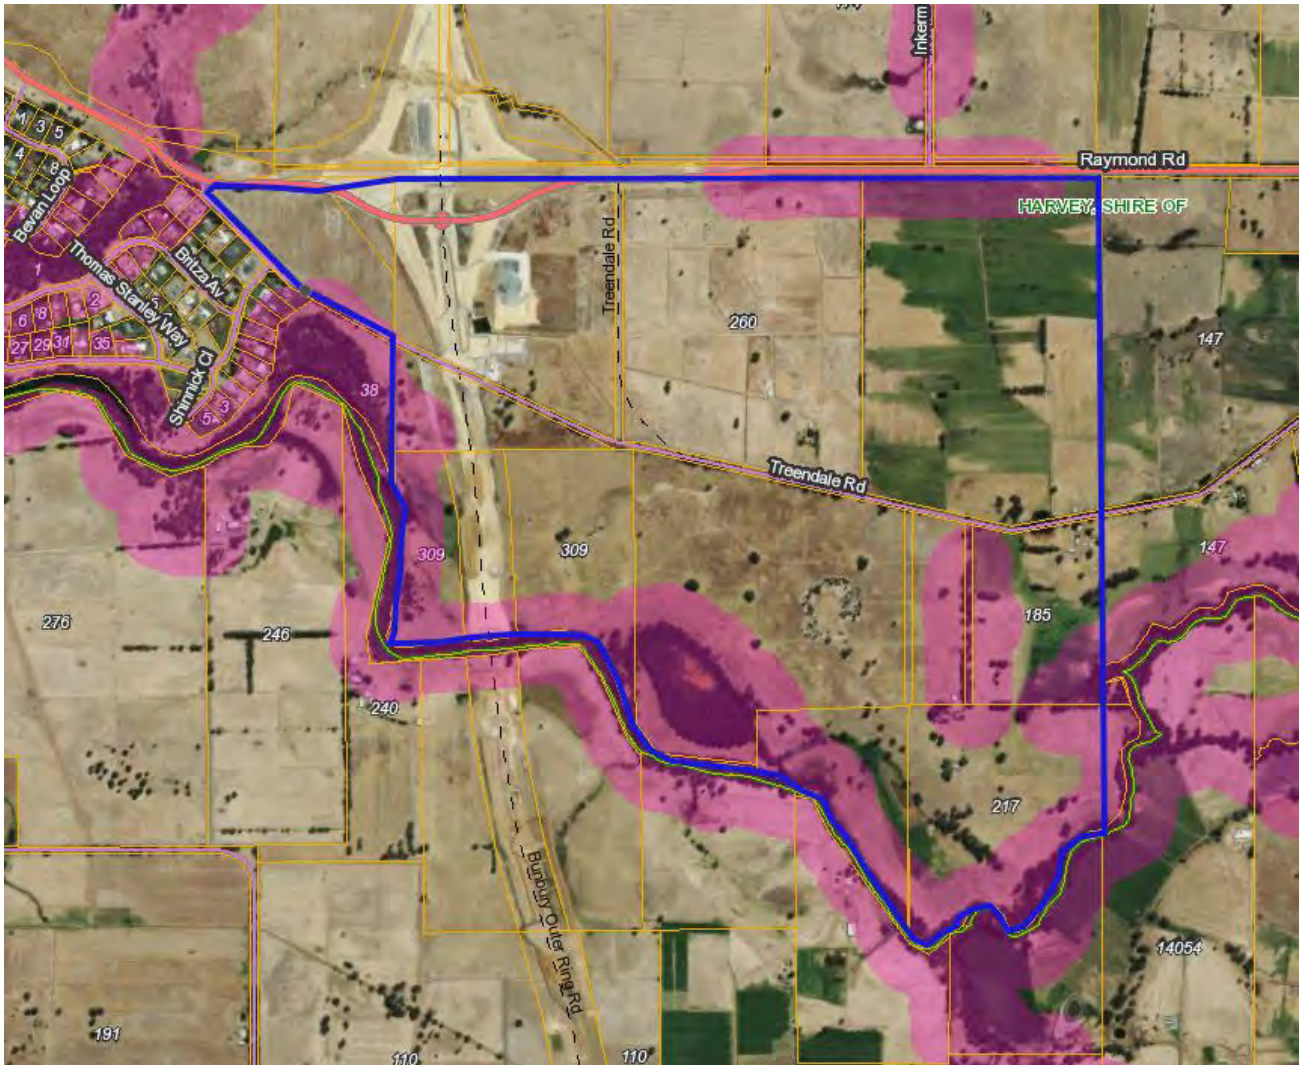 Inkerm
4 3 5
4
8
Raymond Rd
HARVEY, SHIRE OF
Bevan Loop
Britza Av
Treendale Rd
1
Thomas Stanley Way
2
6 8
260
147
27 29 31 35
Shinnick Cl
38
3
5
Treendale Rd
309
309
147
276
246
185
240
217
Bunbury Outer Ring Rd
14054
191
110
110